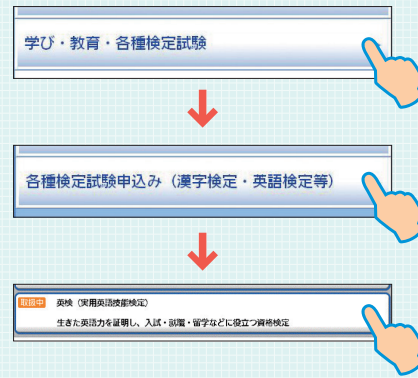 学び・教育・各種検定試験
各種検定試験申込み（漢字検定・英語検定等）
取扱中 英検（実用英語技能検定）
生きた英語力を証明し、入試・就職・留学などに役立つ資格検定